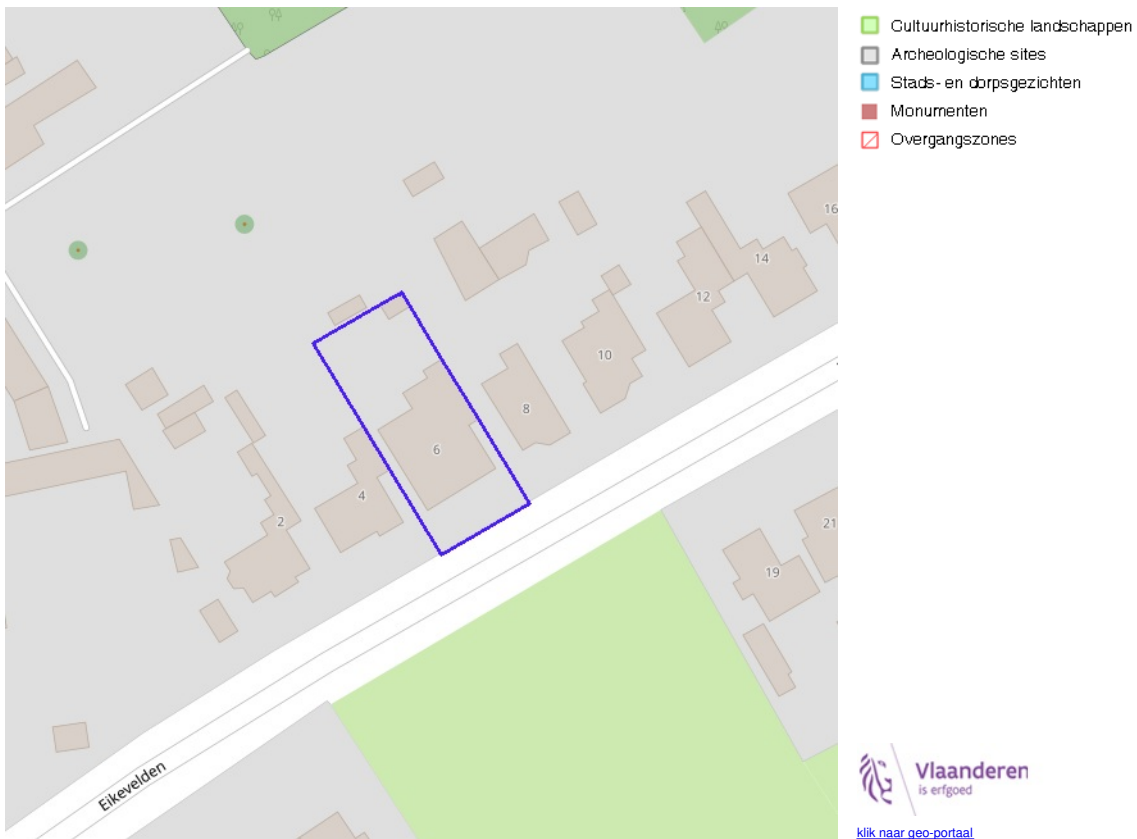 Cultuurhistorische landschappen
Archeologische sites
Stads- en dorpsgezichten
Monumenten
Overgangszones
16
14
12
10
8
6
4
2
21
19
Eikevelden
Vlaanderen
is erfgoed
klik naar geo-portaal